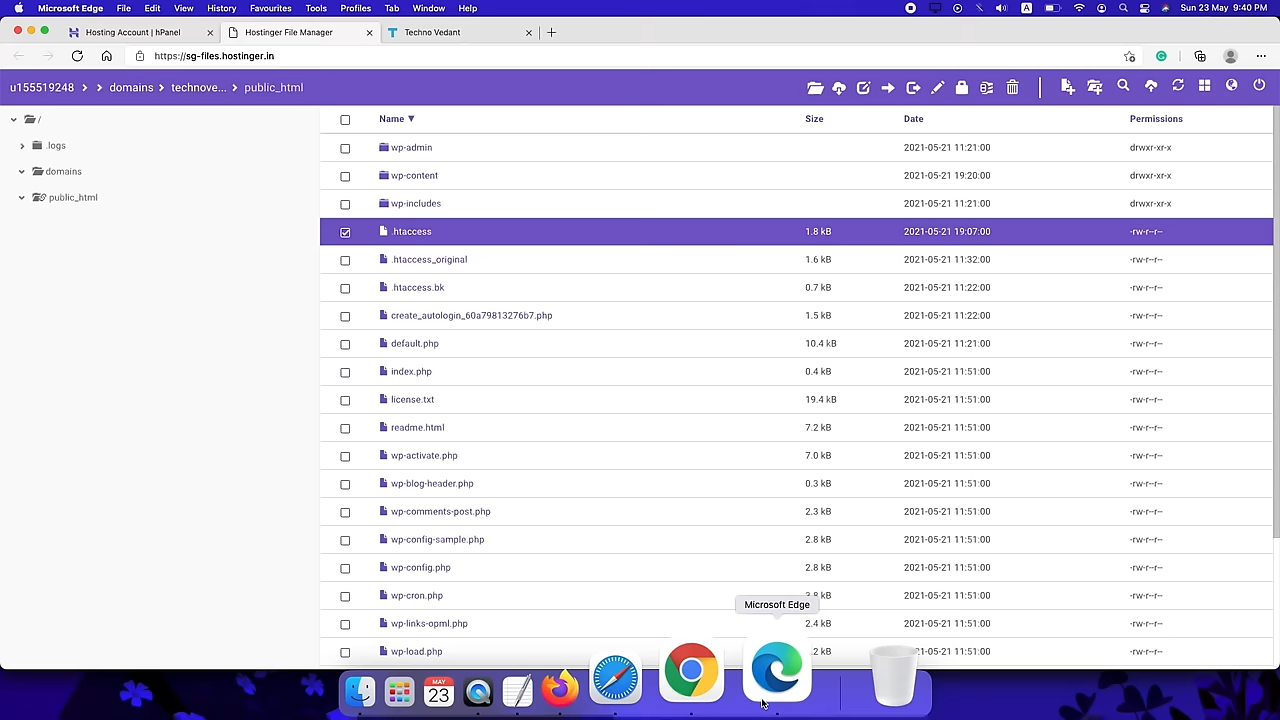 Microsoft Edge File Edit View History Favourites Tools Profiles Tab Window Help A Sun 23 May 9:40 PM
Hosting Account | hPanel Hostinger File Manager Techno Vedant
https://sg-files.hostinger.in
u155519248 > > domains > technove... > public_html
/
.logs
domains
public_html
Name ▼ Size Date Permissions
wp-admin 2021-05-21 11:21:00 drwxr-xr-x
wp-content 2021-05-21 19:20:00 drwxr-xr-x
wp-includes 2021-05-21 11:21:00 drwxr-xr-x
.htaccess 1.8 kB 2021-05-21 19:07:00 -rw-r--r--
.htaccess_original 1.6 kB 2021-05-21 11:32:00 -rw-r--r--
.htaccess.bk 0.7 kB 2021-05-21 11:22:00 -rw-r--r--
create_autologin_60a79813276b7.php 1.5 kB 2021-05-21 11:22:00 -rw-r--r--
default.php 10.4 kB 2021-05-21 11:21:00 -rw-r--r--
index.php 0.4 kB 2021-05-21 11:51:00 -rw-r--r--
license.txt 19.4 kB 2021-05-21 11:51:00 -rw-r--r--
readme.html 7.2 kB 2021-05-21 11:51:00 -rw-r--r--
wp-activate.php 7.0 kB 2021-05-21 11:51:00 -rw-r--r--
wp-blog-header.php 0.3 kB 2021-05-21 11:51:00 -rw-r--r--
wp-comments-post.php 2.3 kB 2021-05-21 11:51:00 -rw-r--r--
wp-config-sample.php 2.8 kB 2021-05-21 11:51:00 -rw-r--r--
wp-config.php 2.8 kB 2021-05-21 11:51:00 -rw-r--r--
wp-cron.php 2021-05-21 11:51:00 -rw-r--r--
Microsoft Edge
wp-links-opml.php 2.4 kB 2021-05-21 11:51:00 -rw-r--r--
wp-load.php 2021-05-21 11:51:00 -rw-r--r--
MAY
23